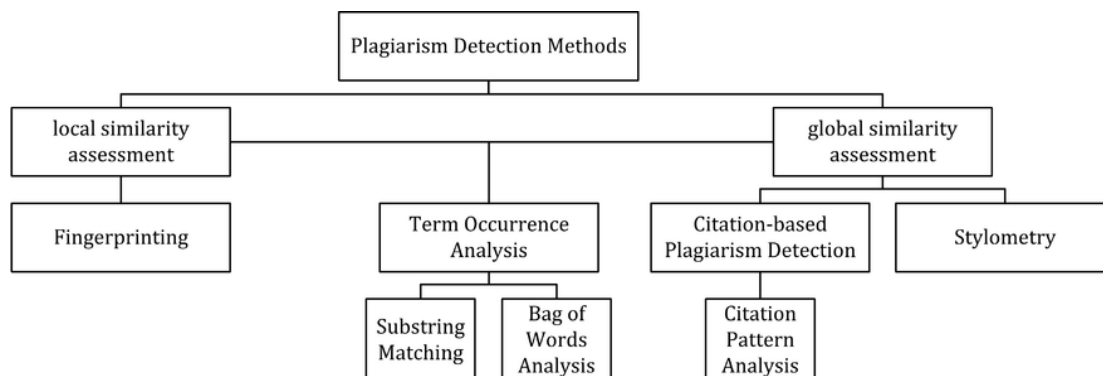 Plagiarism Detection Methods
local similarity
assessment
global similarity
assessment
Fingerprinting
Term Occurrence
Analysis
Citation-based
Plagiarism Detection
Stylometry
Substring
Matching
Bag of
Words
Analysis
Citation
Pattern
Analysis